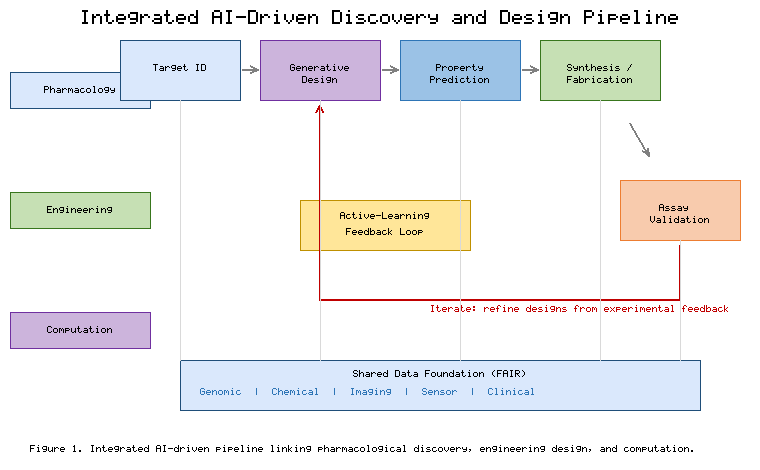 Integrated AI-Driven Discovery and Design Pipeline
Target ID
Generative
Design
Property
Prediction
Synthesis /
Fabrication
Pharmacology
Assay
Validation
Engineering
Active-Learning
Feedback Loop
Iterate: refine designs from experimental feedback
Computation
Shared Data Foundation (FAIR)
Genomic | Chemical | Imaging | Sensor | Clinical
Figure 1. Integrated AI-driven pipeline linking pharmacological discovery, engineering design, and computation.